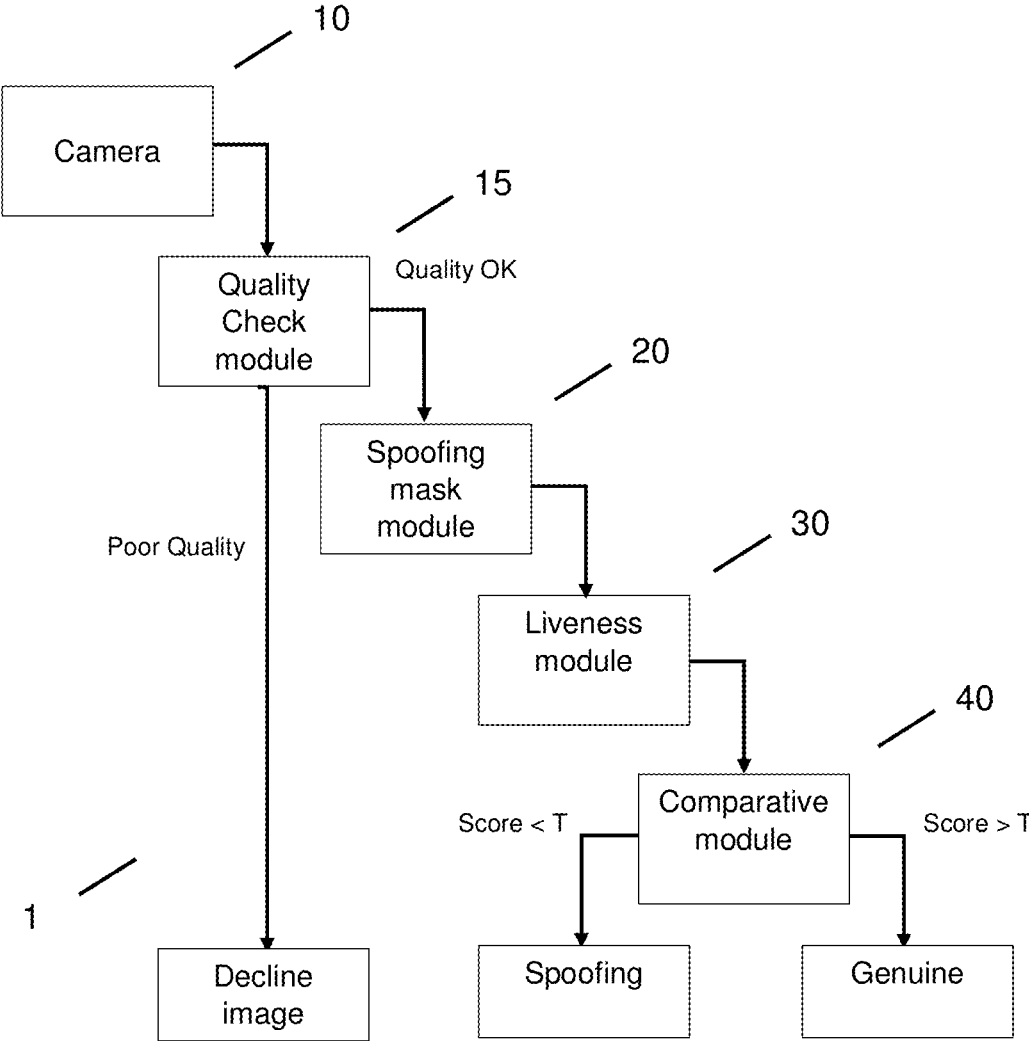 10
Camera
15
Quality
Check
module
Quality OK
20
Spoofing
mask
module
Poor Quality
30
Liveness
module
40
Comparative
module
Score < T
Score > T
1
Decline
image
Spoofing
Genuine